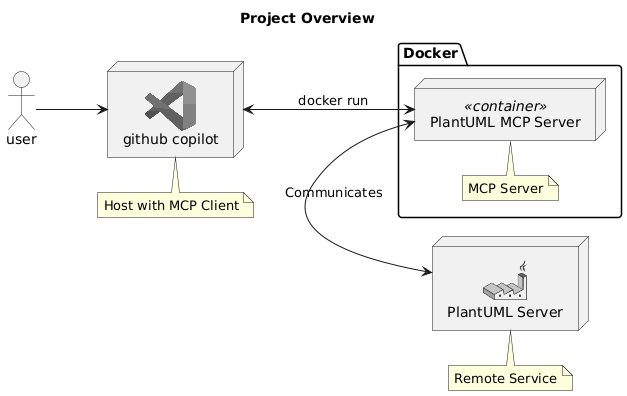 Project Overview
Docker
user
github copilot
docker run
«container»
PlantUML MCP Server
Host with MCP Client
Communicates
MCP Server
PlantUML Server
Remote Service